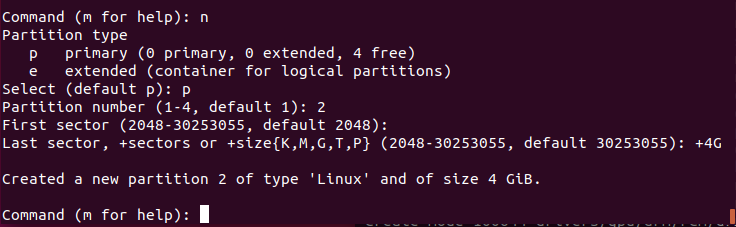 Command (m for help): n
Partition type
   p   primary (0 primary, 0 extended, 4 free)
   e   extended (container for logical partitions)
Select (default p): p
Partition number (1-4, default 1): 2
First sector (2048-30253055, default 2048):
Last sector, +sectors or +size{K,M,G,T,P} (2048-30253055, default 30253055): +4G

Created a new partition 2 of type 'Linux' and of size 4 GiB.

Command (m for help):